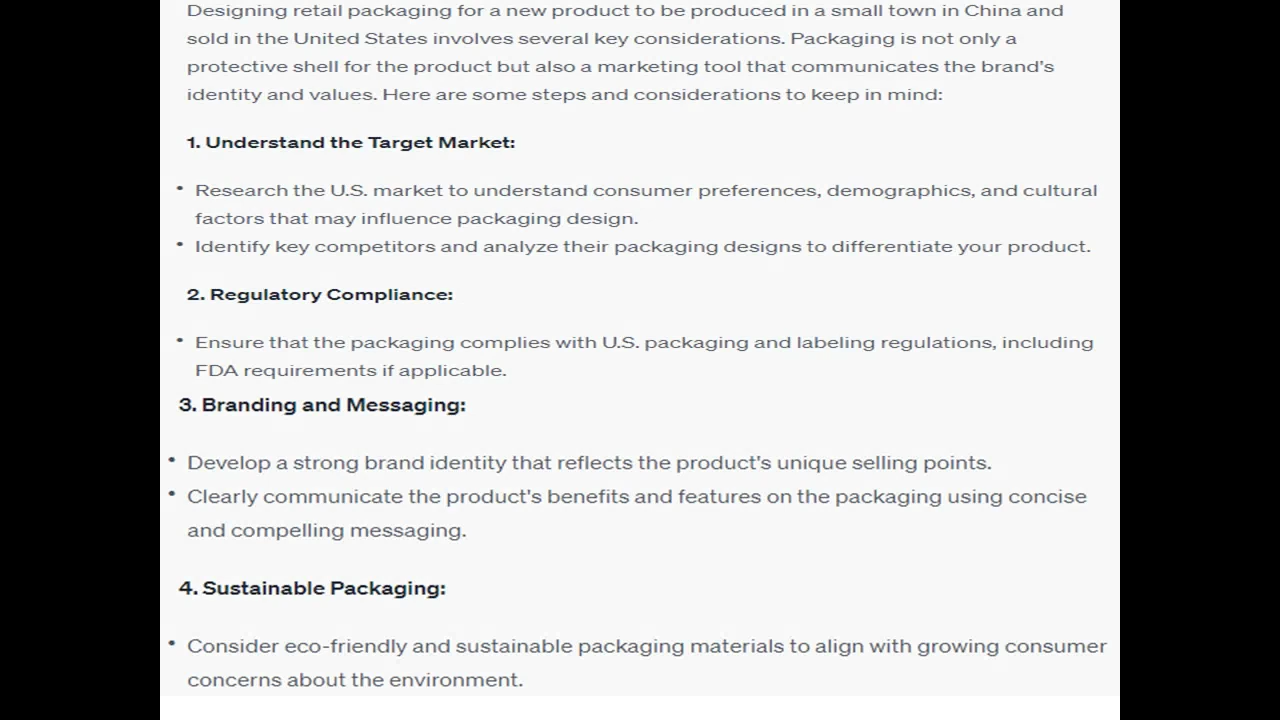 Designing retail packaging for a new product to be produced in a small town in China and
sold in the United States involves several key considerations. Packaging is not only a
protective shell for the product but also a marketing tool that communicates the brand's
identity and values. Here are some steps and considerations to keep in mind:
1. Understand the Target Market:
• Research the U.S. market to understand consumer preferences, demographics, and cultural
factors that may influence packaging design.
• Identify key competitors and analyze their packaging designs to differentiate your product.
2. Regulatory Compliance:
• Ensure that the packaging complies with U.S. packaging and labeling regulations, including
FDA requirements if applicable.
3. Branding and Messaging:
• Develop a strong brand identity that reflects the product's unique selling points.
• Clearly communicate the product's benefits and features on the packaging using concise
and compelling messaging.
4. Sustainable Packaging:
• Consider eco-friendly and sustainable packaging materials to align with growing consumer
concerns about the environment.